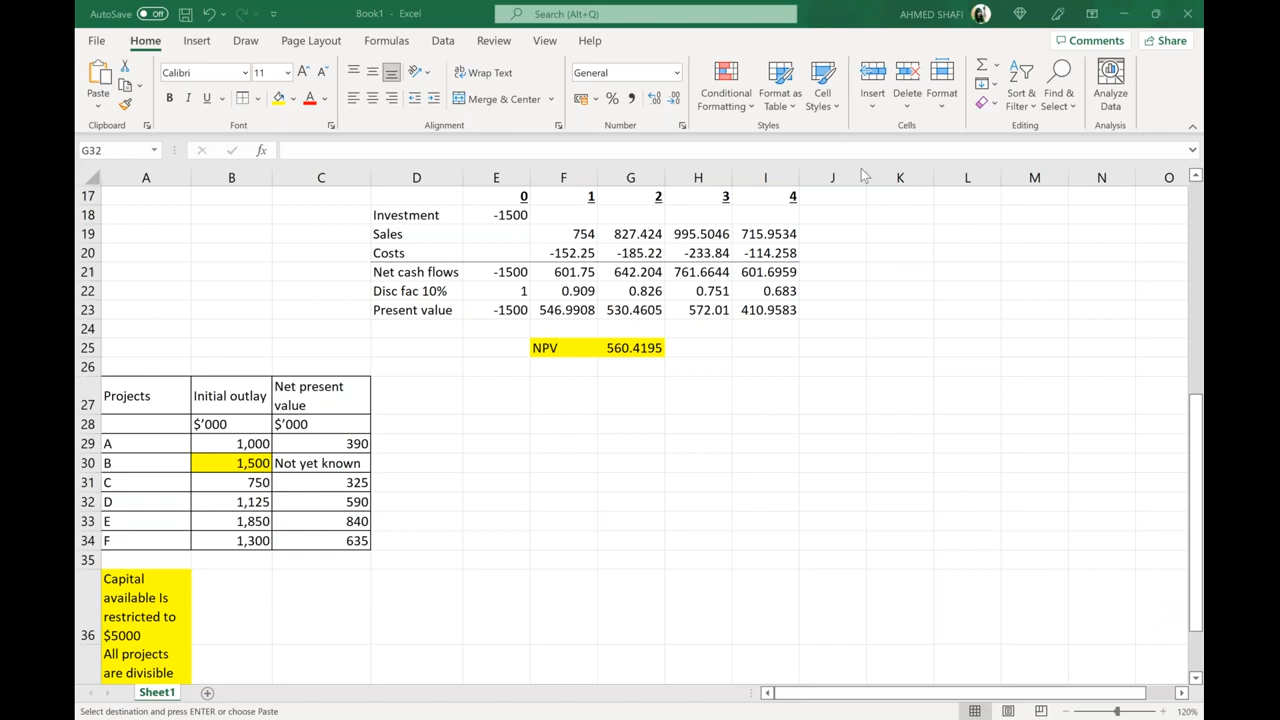 AutoSave Off Book1 - Excel Search (Alt+Q) AHMED SHAFI
File Home Insert Draw Page Layout Formulas Data Review View Help Comments Share
Calibri 11 Wrap Text General
Paste Merge & Center Conditional Formatting Format as Table Cell Styles Insert Delete Format Sort & Filter Find & Select Analyze Data
Clipboard Font Alignment Number Styles Cells Editing Analysis
G32 fx
A B C D E F G H I J K L M N O
17 0 1 2 3 4
18 Investment -1500
19 Sales 754 827.424 995.5046 715.9534
20 Costs -152.25 -185.22 -233.84 -114.258
21 Net cash flows -1500 601.75 642.204 761.6644 601.6959
22 Disc fac 10% 1 0.909 0.826 0.751 0.683
23 Present value -1500 546.9908 530.4605 572.01 410.9583
24
25 NPV 560.4195
26
27 Projects Initial outlay Net present value
28 $'000 $'000
29 A 1,000 390
30 B 1,500 Not yet known
31 C 750 325
32 D 1,125 590
33 E 1,850 840
34 F 1,300 635
35
Capital
available Is
restricted to
36 $5000
All projects
are divisible
Sheet1
Select destination and press ENTER or choose Paste 120%